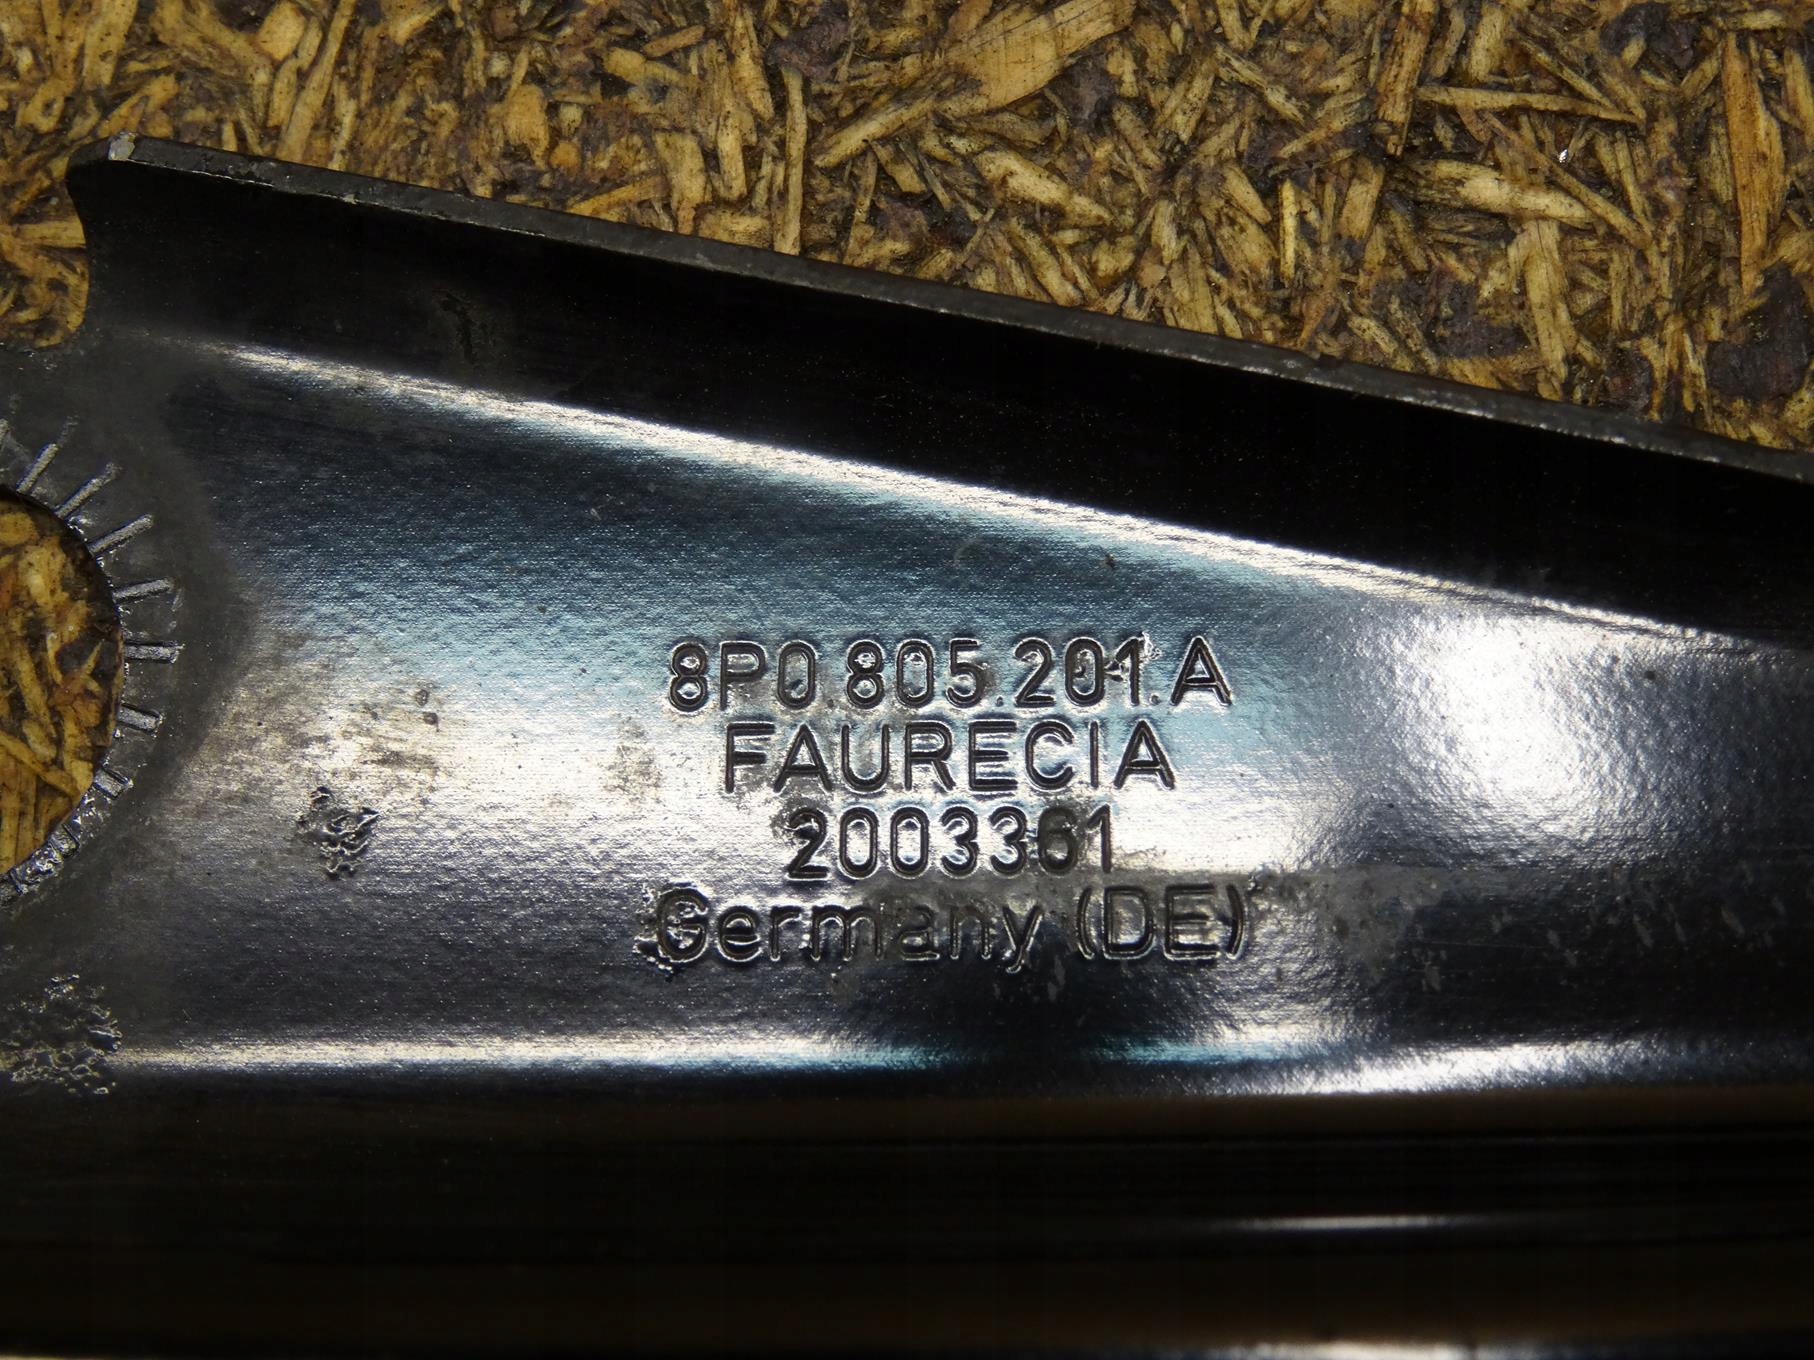 8P0.805.201.A
FAURECIA
2003361
Germany (DE)